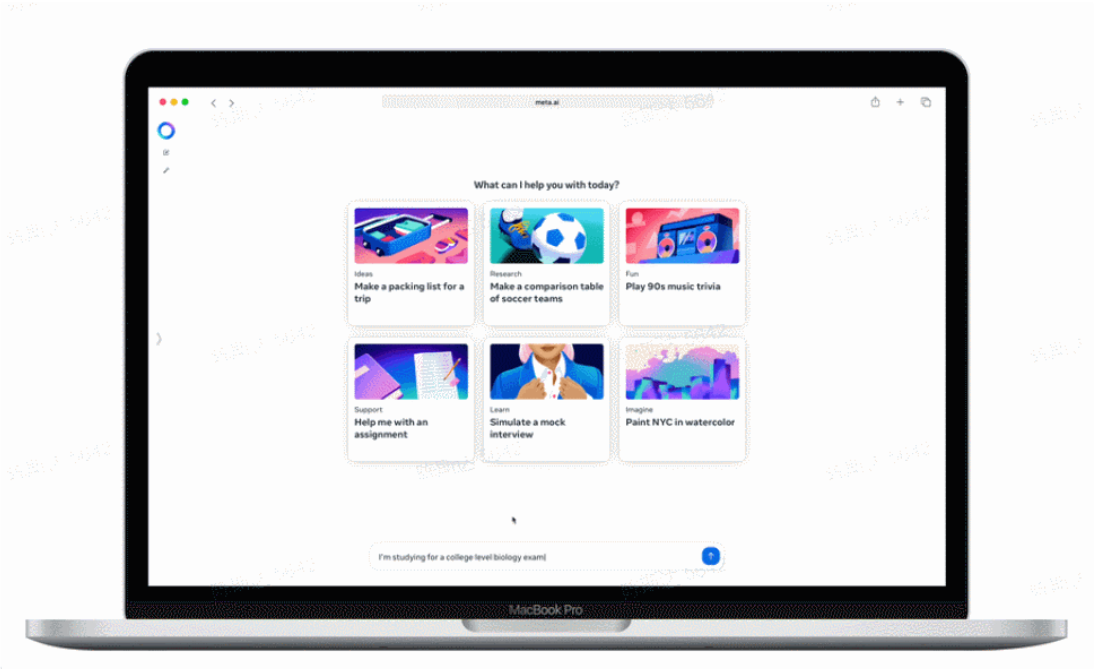 meta.ai
What can I help you with today?
Ideas
Make a packing list for a
trip
Research
Make a comparison table
of soccer teams
Fun
Play 90s music trivia
Support
Help me with an
assignment
Learn
Simulate a mock
interview
Imagine
Paint NYC in watercolor
I'm studying for a college level biology exam
MacBook Pro